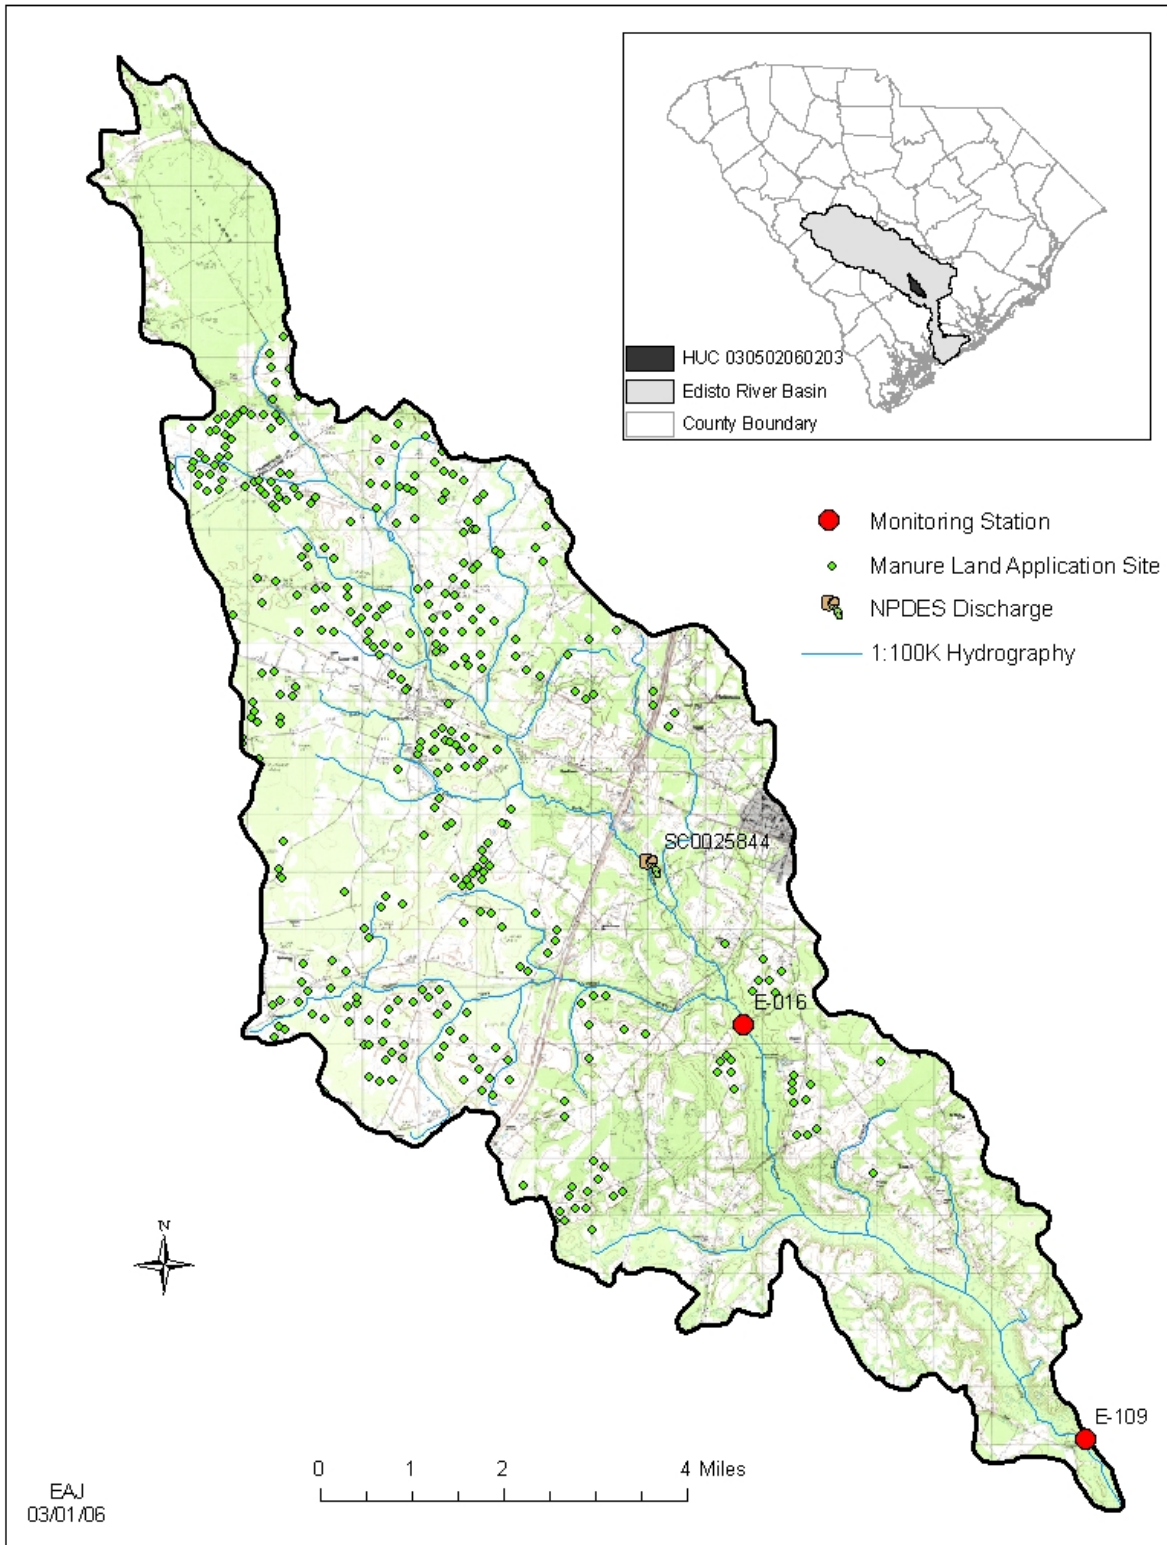 HUC 030502060203
Edisto River Basin
County Boundary
Monitoring Station
Manure Land Application Site
NPDES Discharge
1:100K Hydrography
SC0025844
E-016
N
E-109
0 1 2 4 Miles
EAJ
03/01/06